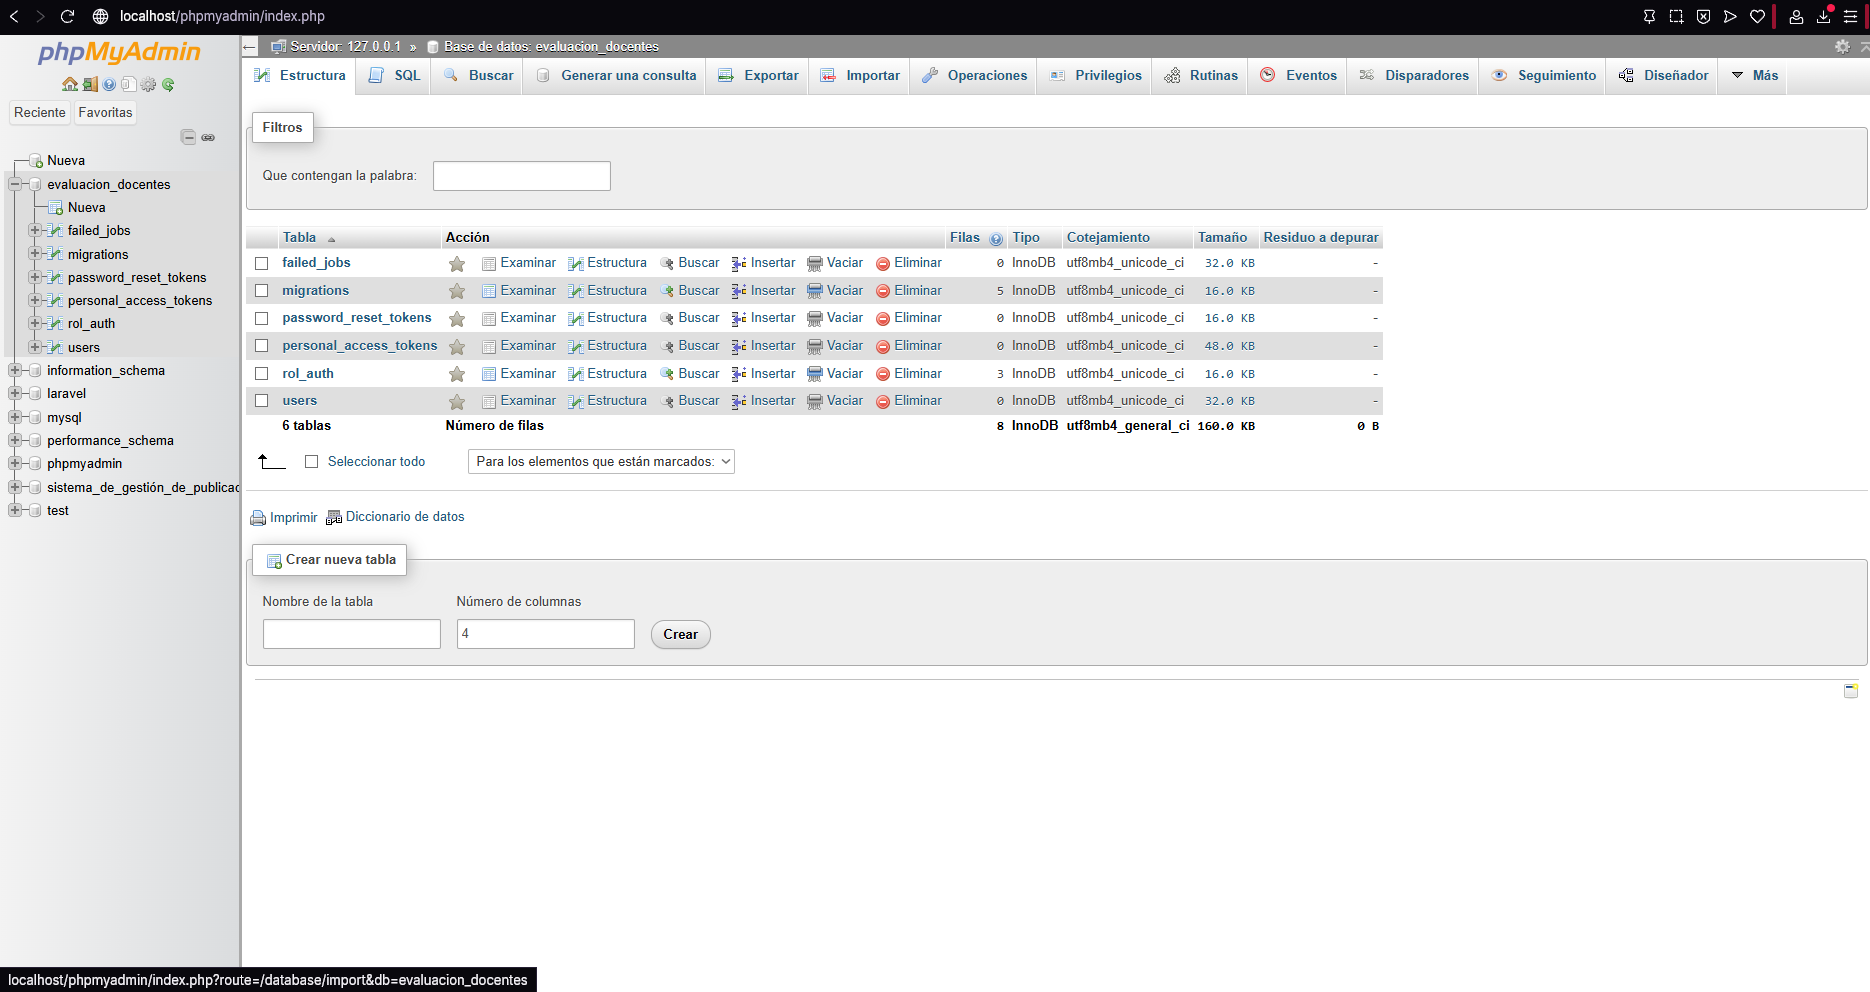 localhost/phpmyadmin/index.php
phpMyAdmin
Reciente Favoritas
Nueva
evaluacion_docentes
Nueva
failed_jobs
migrations
password_reset_tokens
personal_access_tokens
rol_auth
users
information_schema
laravel
mysql
performance_schema
phpmyadmin
sistema_de_gestión_de_publicac
test
Servidor: 127.0.0.1 » Base de datos: evaluacion_docentes
Estructura SQL Buscar Generar una consulta Exportar Importar Operaciones Privilegios Rutinas Eventos Disparadores Seguimiento Diseñador Más
Filtros
Que contengan la palabra:
Tabla Acción Filas Tipo Cotejamiento Tamaño Residuo a depurar
failed_jobs Examinar Estructura Buscar Insertar Vaciar Eliminar 0 InnoDB utf8mb4_unicode_ci 32.0 KB -
migrations Examinar Estructura Buscar Insertar Vaciar Eliminar 5 InnoDB utf8mb4_unicode_ci 16.0 KB -
password_reset_tokens Examinar Estructura Buscar Insertar Vaciar Eliminar 0 InnoDB utf8mb4_unicode_ci 16.0 KB -
personal_access_tokens Examinar Estructura Buscar Insertar Vaciar Eliminar 0 InnoDB utf8mb4_unicode_ci 48.0 KB -
rol_auth Examinar Estructura Buscar Insertar Vaciar Eliminar 3 InnoDB utf8mb4_unicode_ci 16.0 KB -
users Examinar Estructura Buscar Insertar Vaciar Eliminar 0 InnoDB utf8mb4_unicode_ci 32.0 KB -
6 tablas Número de filas 8 InnoDB utf8mb4_general_ci 160.0 KB 0 B
Seleccionar todo Para los elementos que están marcados:
Imprimir Diccionario de datos
Crear nueva tabla
Nombre de la tabla Número de columnas
4 Crear
localhost/phpmyadmin/index.php?route=/database/import&db=evaluacion_docentes